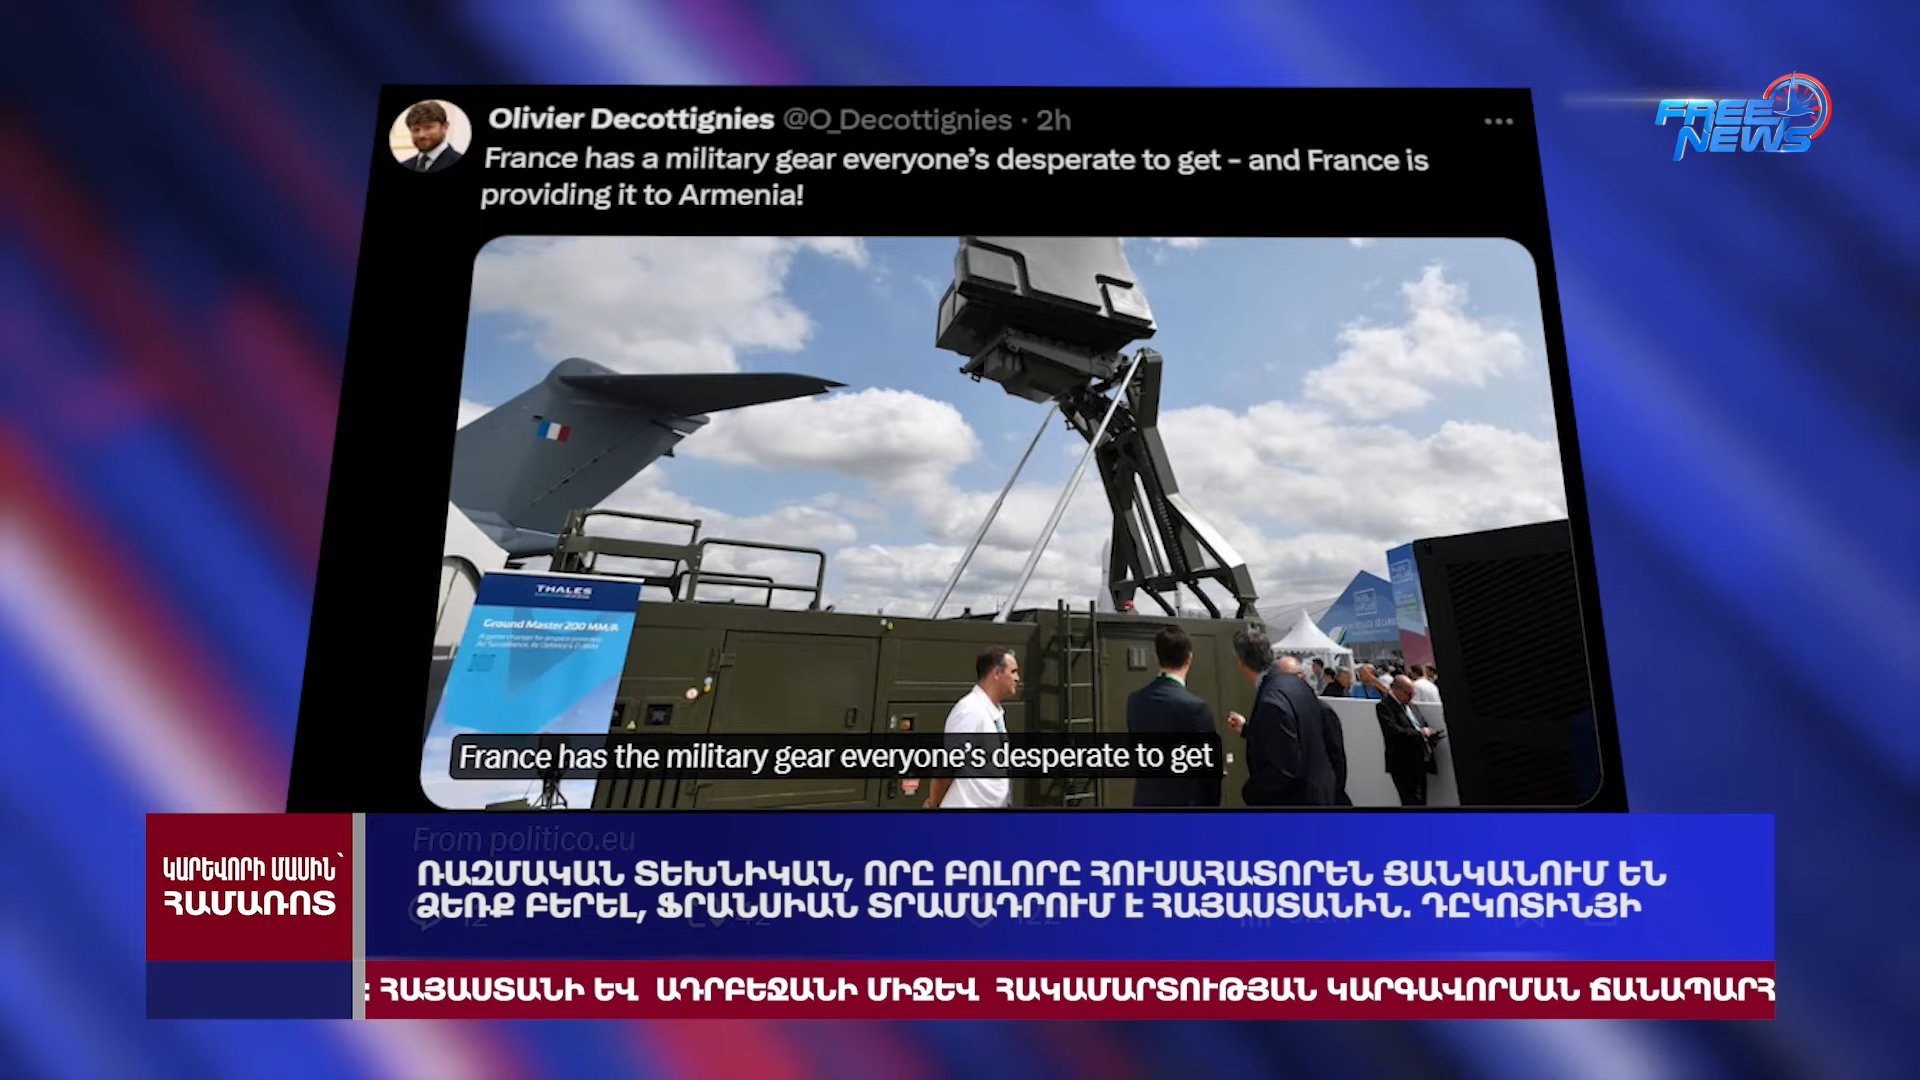 Olivier Decottignies @O_Decottignies · 2h
France has a military gear everyone's desperate to get – and France is
providing it to Armenia!
FREE
NEWS
THALES
Ground Master 200 MM/A
France has the military gear everyone's desperate to get
From politico.eu
ԿԱՐԵՎՈՐԻ ՄԱՍԻՆ՝
ՀԱՄԱՌՈՏ
ՌԱԶՄԱԿԱՆ ՏԵԽՆԻԿԱՆ, ՈՐԸ ԲՈԼՈՐԸ ՀՈՒՍԱՀԱՏՈՐԵՆ ՑԱՆԿԱՆՈՒՄ ԵՆ
ՁԵՌՔ ԲԵՐԵԼ, ՖՐԱՆՍԻԱՆ ՏՐԱՄԱԴՐՈՒՄ Է ՀԱՅԱՍՏԱՆԻՆ. ԴԸԿՈՏԻՆՅԻ
: ՀԱՅԱՍՏԱՆԻ ԵՎ ԱԴՐԲԵՋԱՆԻ ՄԻՋԵՎ ՀԱԿԱՄԱՐՏՈՒԹՅԱՆ ԿԱՐԳԱՎՈՐՄԱՆ ՃԱՆԱՊԱՐՀ